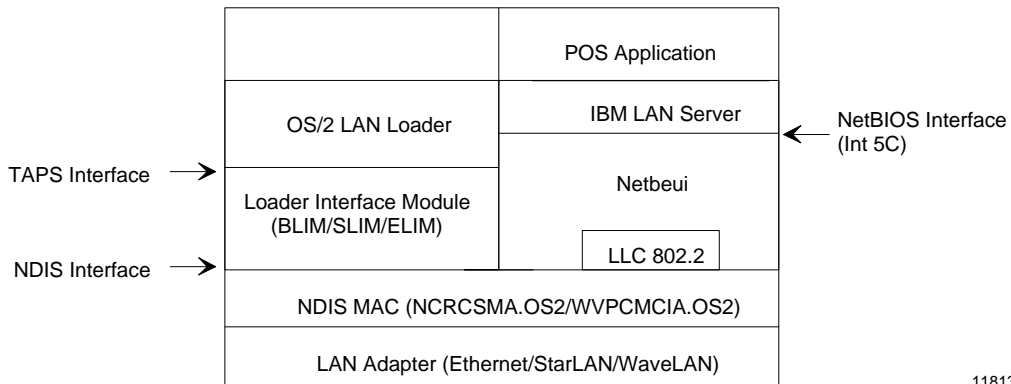 POS Application
OS/2 LAN Loader
IBM LAN Server
NetBIOS Interface
(Int 5C)
TAPS Interface
Loader Interface Module
(BLIM/SLIM/ELIM)
Netbeui
NDIS Interface
LLC 802.2
NDIS MAC (NCRCSMA.OS2/WVPCMCIA.OS2)
LAN Adapter (Ethernet/StarLAN/WaveLAN)